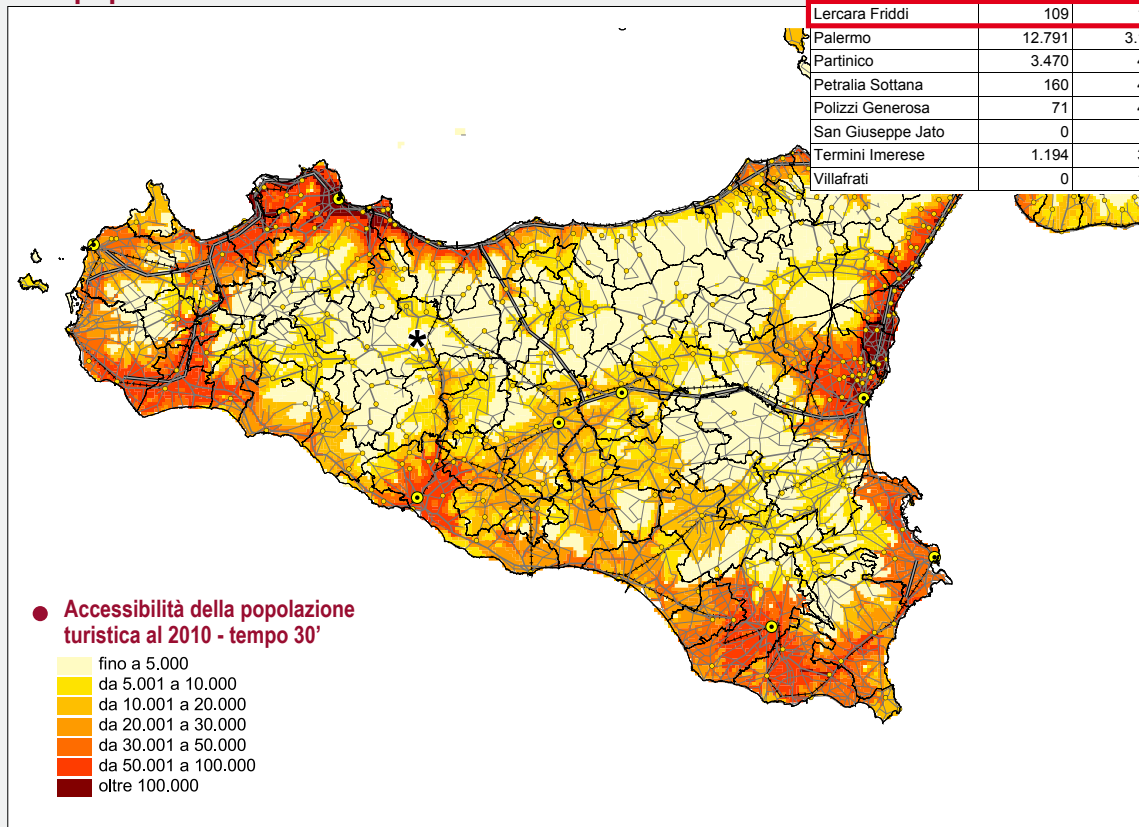 Lercara Friddi 109
Palermo 12.791 3.
Partinico 3.470
Petralia Sottana 160
Polizzi Generosa 71
San Giuseppe Jato 0
Termini Imerese 1.194
Villafrati 0
*
Accessibilità della popolazione
turistica al 2010 - tempo 30’
fino a 5.000
da 5.001 a 10.000
da 10.001 a 20.000
da 20.001 a 30.000
da 30.001 a 50.000
da 50.001 a 100.000
oltre 100.000